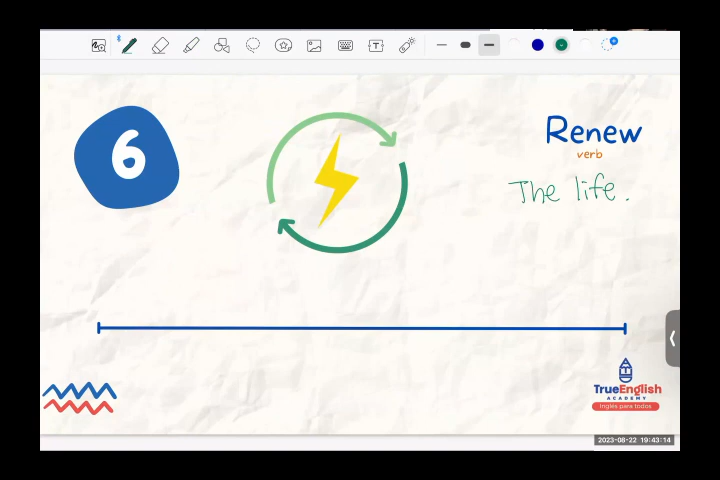 6
Renew
verb
The life.
TrueEnglish
ACADEMY
Inglés para todos
2023-08-22 19:43:14